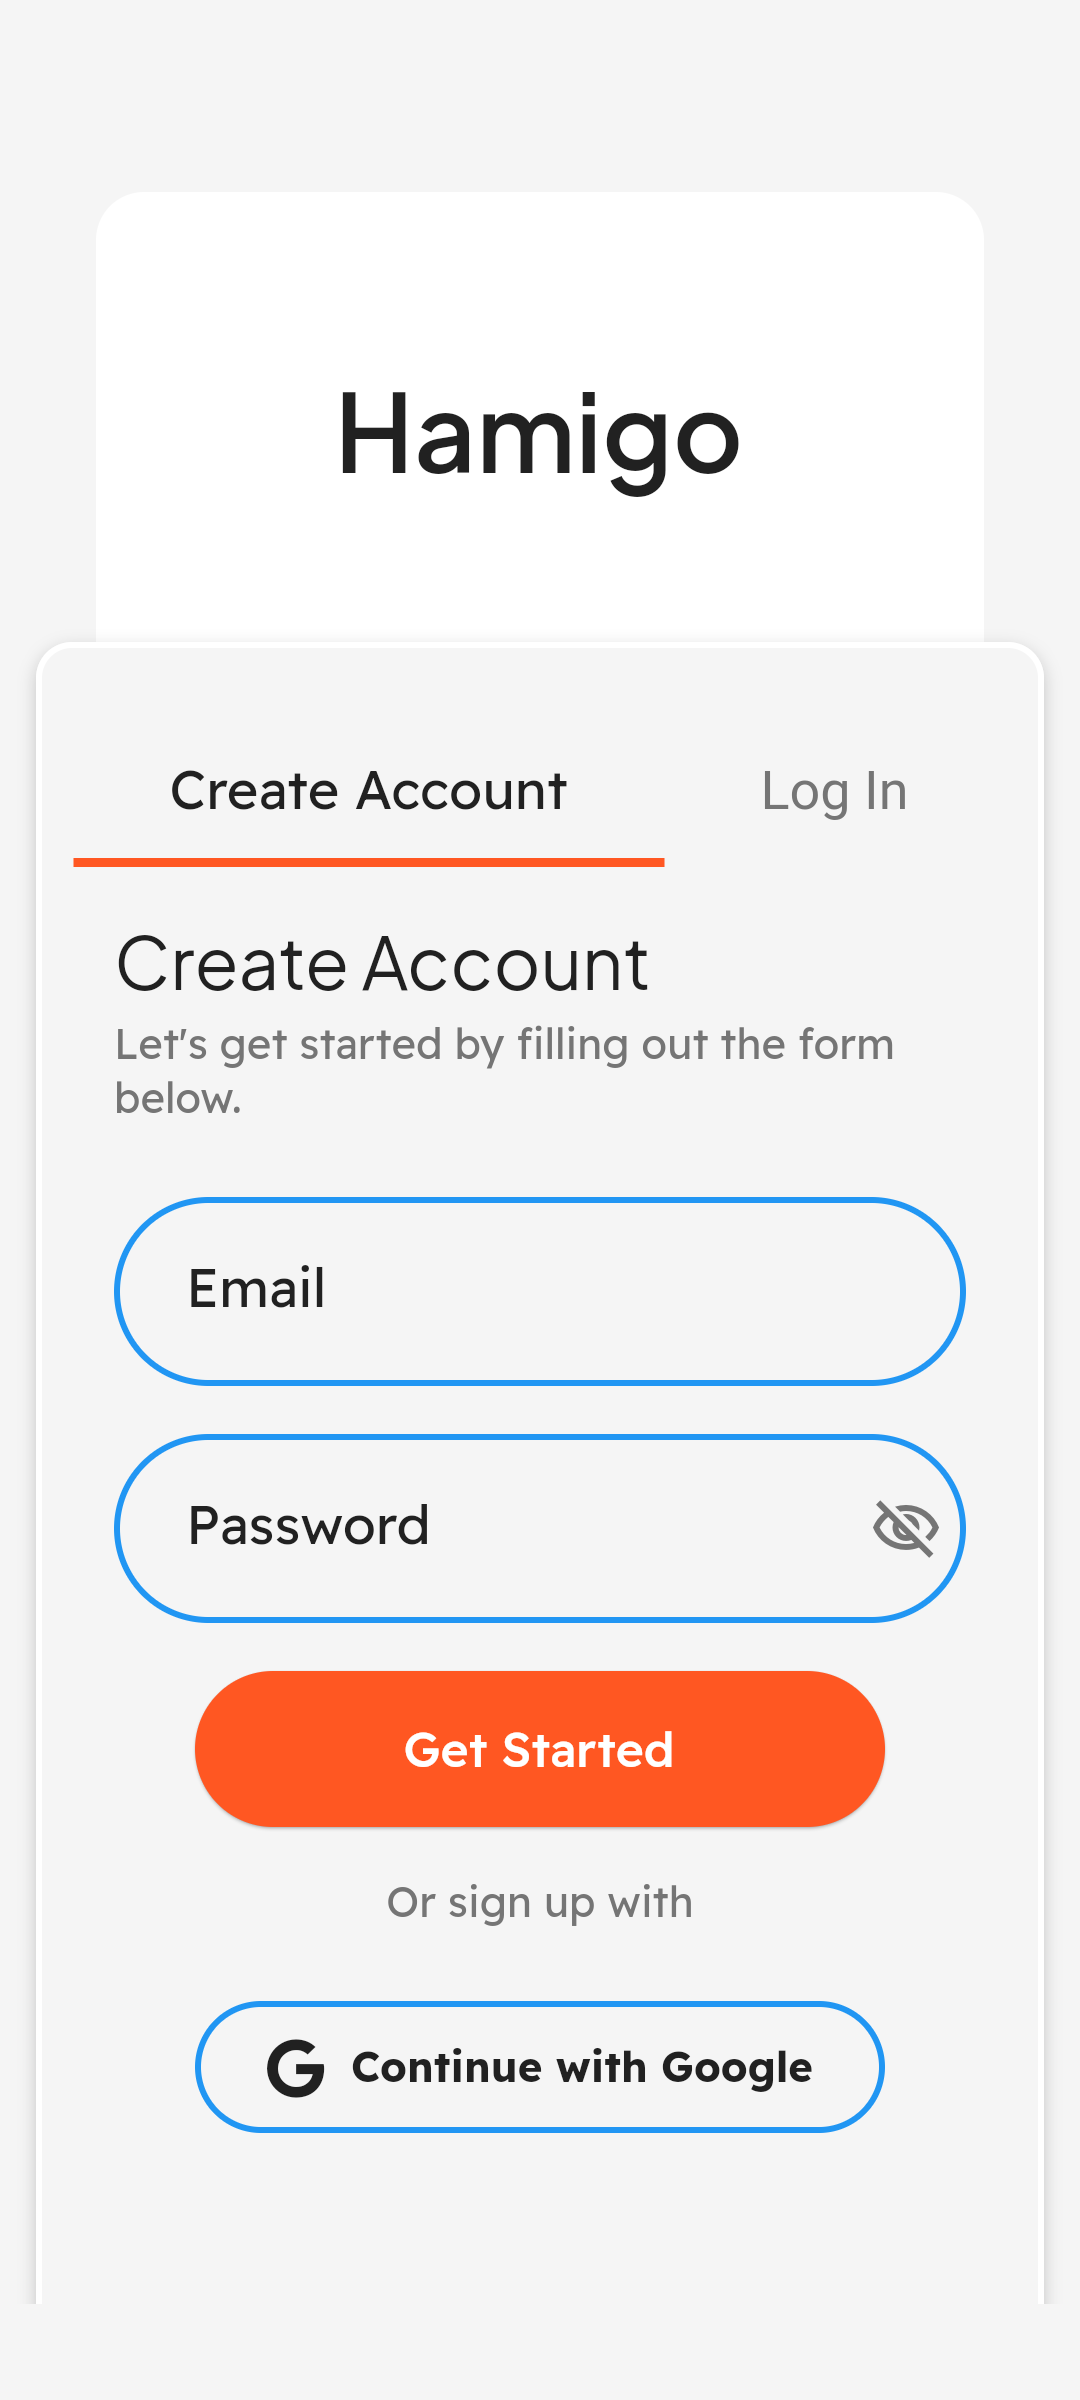 Hamigo
Create Account
Log In
Create Account
Let's get started by filling out the form
below.
Email
Password
Get Started
Or sign up with
Continue with Google